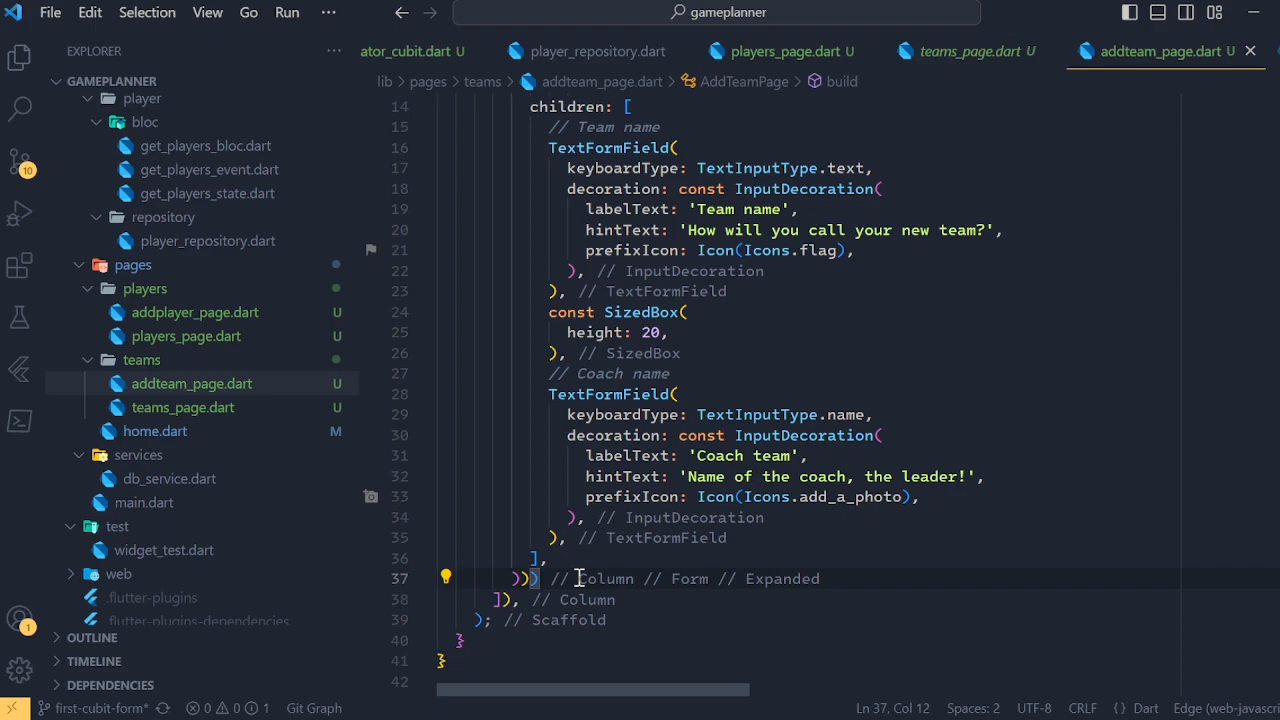 File Edit Selection View Go Run ··· gameplanner
EXPLORER ···
GAMEPLANNER
player
bloc
get_players_bloc.dart
get_players_event.dart
get_players_state.dart
repository
player_repository.dart
pages
players
addplayer_page.dart U
players_page.dart U
teams
addteam_page.dart U
teams_page.dart U
home.dart M
services
db_service.dart
main.dart
test
widget_test.dart
web
.flutter-plugins
.flutter-plugins-dependencies
OUTLINE
TIMELINE
DEPENDENCIES
10
1
ator_cubit.dart U player_repository.dart players_page.dart U teams_page.dart U addteam_page.dart U
lib > pages > teams > addteam_page.dart > AddTeamPage > build
14 children: [
15 // Team name
16 TextFormField(
17 keyboardType: TextInputType.text,
18 decoration: const InputDecoration(
19 labelText: 'Team name',
20 hintText: 'How will you call your new team?',
21 prefixIcon: Icon(Icons.flag),
22 ), // InputDecoration
23 ), // TextFormField
24 const SizedBox(
25 height: 20,
26 ), // SizedBox
27 // Coach name
28 TextFormField(
29 keyboardType: TextInputType.name,
30 decoration: const InputDecoration(
31 labelText: 'Coach team',
32 hintText: 'Name of the coach, the leader!',
33 prefixIcon: Icon(Icons.add_a_photo),
34 ), // InputDecoration
35 ), // TextFormField
36 ],
37 ))) // Column // Form // Expanded
38 ]), // Column
39 ); // Scaffold
40 }
41 }
42
first-cubit-form* 0 0 1 Git Graph Ln 37, Col 12 Spaces: 2 UTF-8 CRLF {} Dart Edge (web-javascri